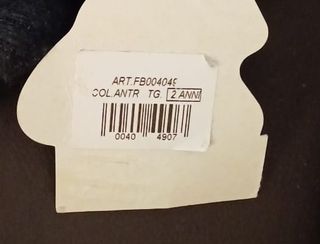 ART.FB004049
COL.ANTR TG. 2 ANNI
0040 4907